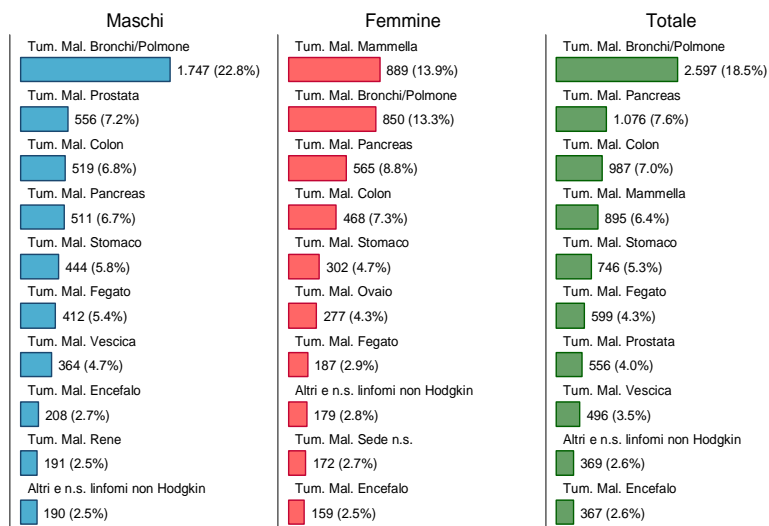 Maschi
Tum. Mal. Bronchi/Polmone
1.747 (22.8%)
Tum. Mal. Prostata
556 (7.2%)
Tum. Mal. Colon
519 (6.8%)
Tum. Mal. Pancreas
511 (6.7%)
Tum. Mal. Stomaco
444 (5.8%)
Tum. Mal. Fegato
412 (5.4%)
Tum. Mal. Vescica
364 (4.7%)
Tum. Mal. Encefalo
208 (2.7%)
Tum. Mal. Rene
191 (2.5%)
Altri e n.s. linfomi non Hodgkin
190 (2.5%)
Femmine
Tum. Mal. Mammella
889 (13.9%)
Tum. Mal. Bronchi/Polmone
850 (13.3%)
Tum. Mal. Pancreas
565 (8.8%)
Tum. Mal. Colon
468 (7.3%)
Tum. Mal. Stomaco
302 (4.7%)
Tum. Mal. Ovaio
277 (4.3%)
Tum. Mal. Fegato
187 (2.9%)
Altri e n.s. linfomi non Hodgkin
179 (2.8%)
Tum. Mal. Sede n.s.
172 (2.7%)
Tum. Mal. Encefalo
159 (2.5%)
Totale
Tum. Mal. Bronchi/Polmone
2.597 (18.5%)
Tum. Mal. Pancreas
1.076 (7.6%)
Tum. Mal. Colon
987 (7.0%)
Tum. Mal. Mammella
895 (6.4%)
Tum. Mal. Stomaco
746 (5.3%)
Tum. Mal. Fegato
599 (4.3%)
Tum. Mal. Prostata
556 (4.0%)
Tum. Mal. Vescica
496 (3.5%)
Altri e n.s. linfomi non Hodgkin
369 (2.6%)
Tum. Mal. Encefalo
367 (2.6%)